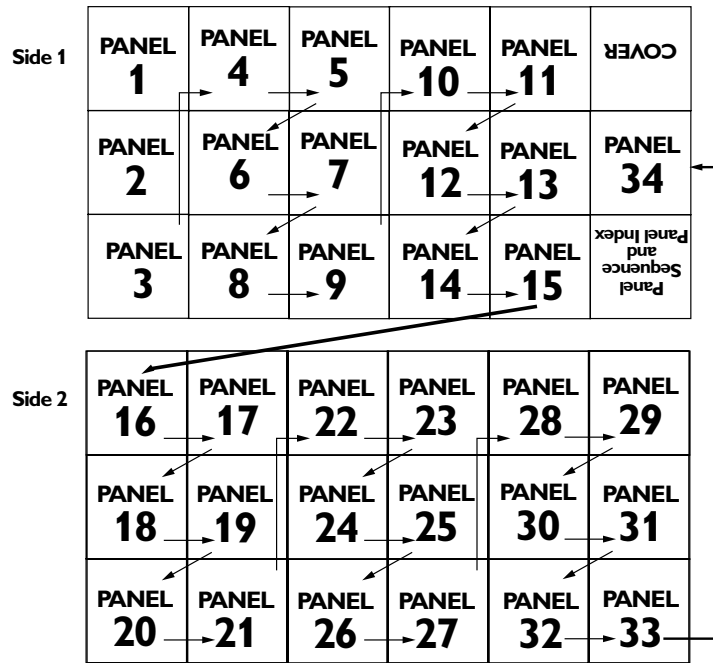 Side 1
PANEL
1
PANEL
4
PANEL
5
PANEL
10
PANEL
11
COVER
PANEL
2
PANEL
6
PANEL
7
PANEL
12
PANEL
13
PANEL
34
PANEL
3
PANEL
8
PANEL
9
PANEL
14
PANEL
15
Panel
Sequence
and
Panel Index
Side 2
PANEL
16
PANEL
17
PANEL
22
PANEL
23
PANEL
28
PANEL
29
PANEL
18
PANEL
19
PANEL
24
PANEL
25
PANEL
30
PANEL
31
PANEL
20
PANEL
21
PANEL
26
PANEL
27
PANEL
32
PANEL
33